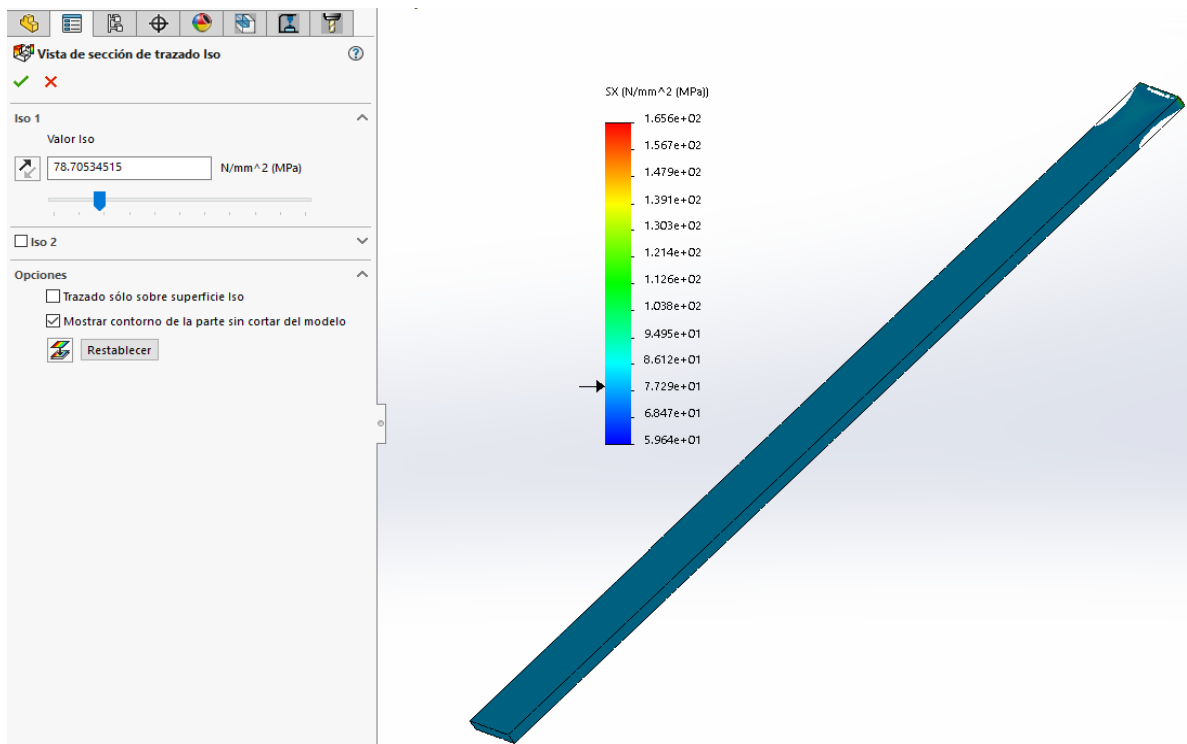 Vista de sección de trazado Iso
Iso 1
Valor Iso
78.70534515 N/mm^2 (MPa)
Iso 2
Opciones
Trazado sólo sobre superficie Iso
Mostrar contorno de la parte sin cortar del modelo
Restablecer
SX (N/mm^2 (MPa))
1.656e+02
1.567e+02
1.479e+02
1.391e+02
1.303e+02
1.214e+02
1.126e+02
1.038e+02
9.495e+01
8.612e+01
7.729e+01
6.847e+01
5.964e+01